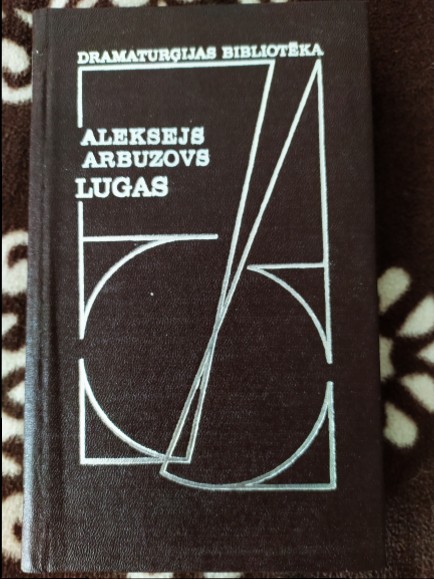 DRAMATURĢIJAS BIBLIOTĒKA
ALEKSEJS
ARBUZOVS
LUGAS